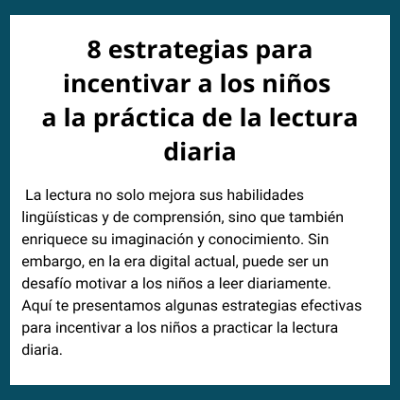 8 estrategias para
incentivar a los niños
a la práctica de la lectura
diaria
La lectura no solo mejora sus habilidades
lingüísticas y de comprensión, sino que también
enriquece su imaginación y conocimiento. Sin
embargo, en la era digital actual, puede ser un
desafío motivar a los niños a leer diariamente.
Aquí te presentamos algunas estrategias efectivas
para incentivar a los niños a practicar la lectura
diaria.